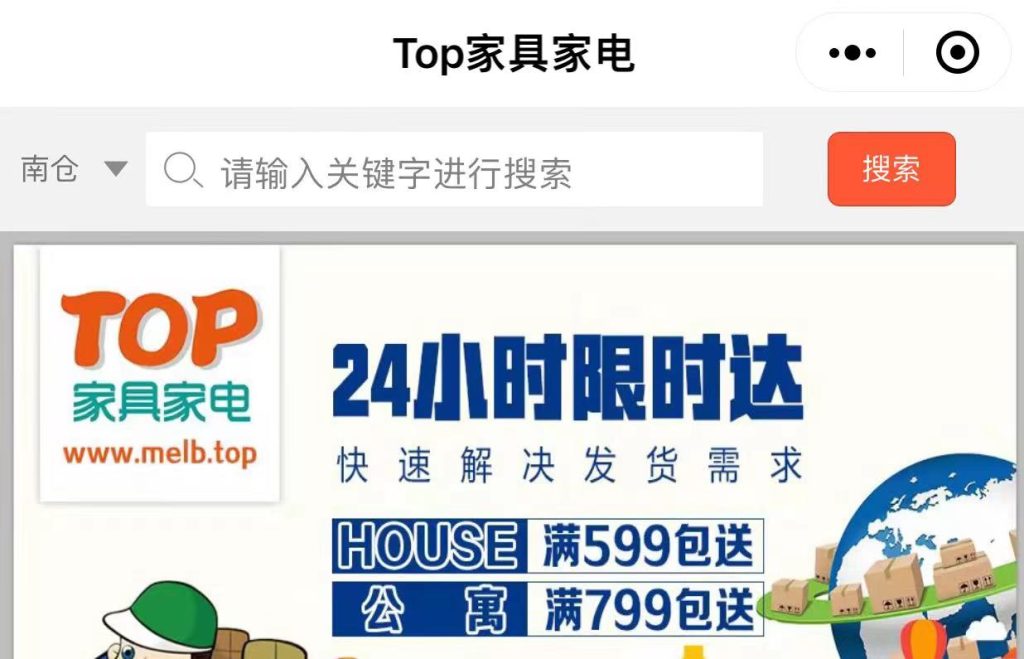 Top家具家电
南仓
请输入关键字进行搜索
搜索
TOP
家具家电
www.melb.top
24小时限时达
快速解决发货需求
HOUSE 满599包送
公寓 满799包送